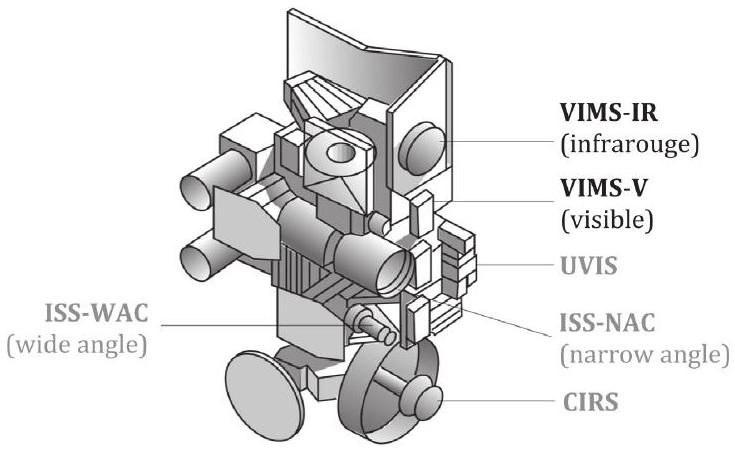 VIMS-IR
(infrarouge)
VIMS-V
(visible)
UVIS
ISS-WAC
(wide angle)
ISS-NAC
(narrow angle)
CIRS